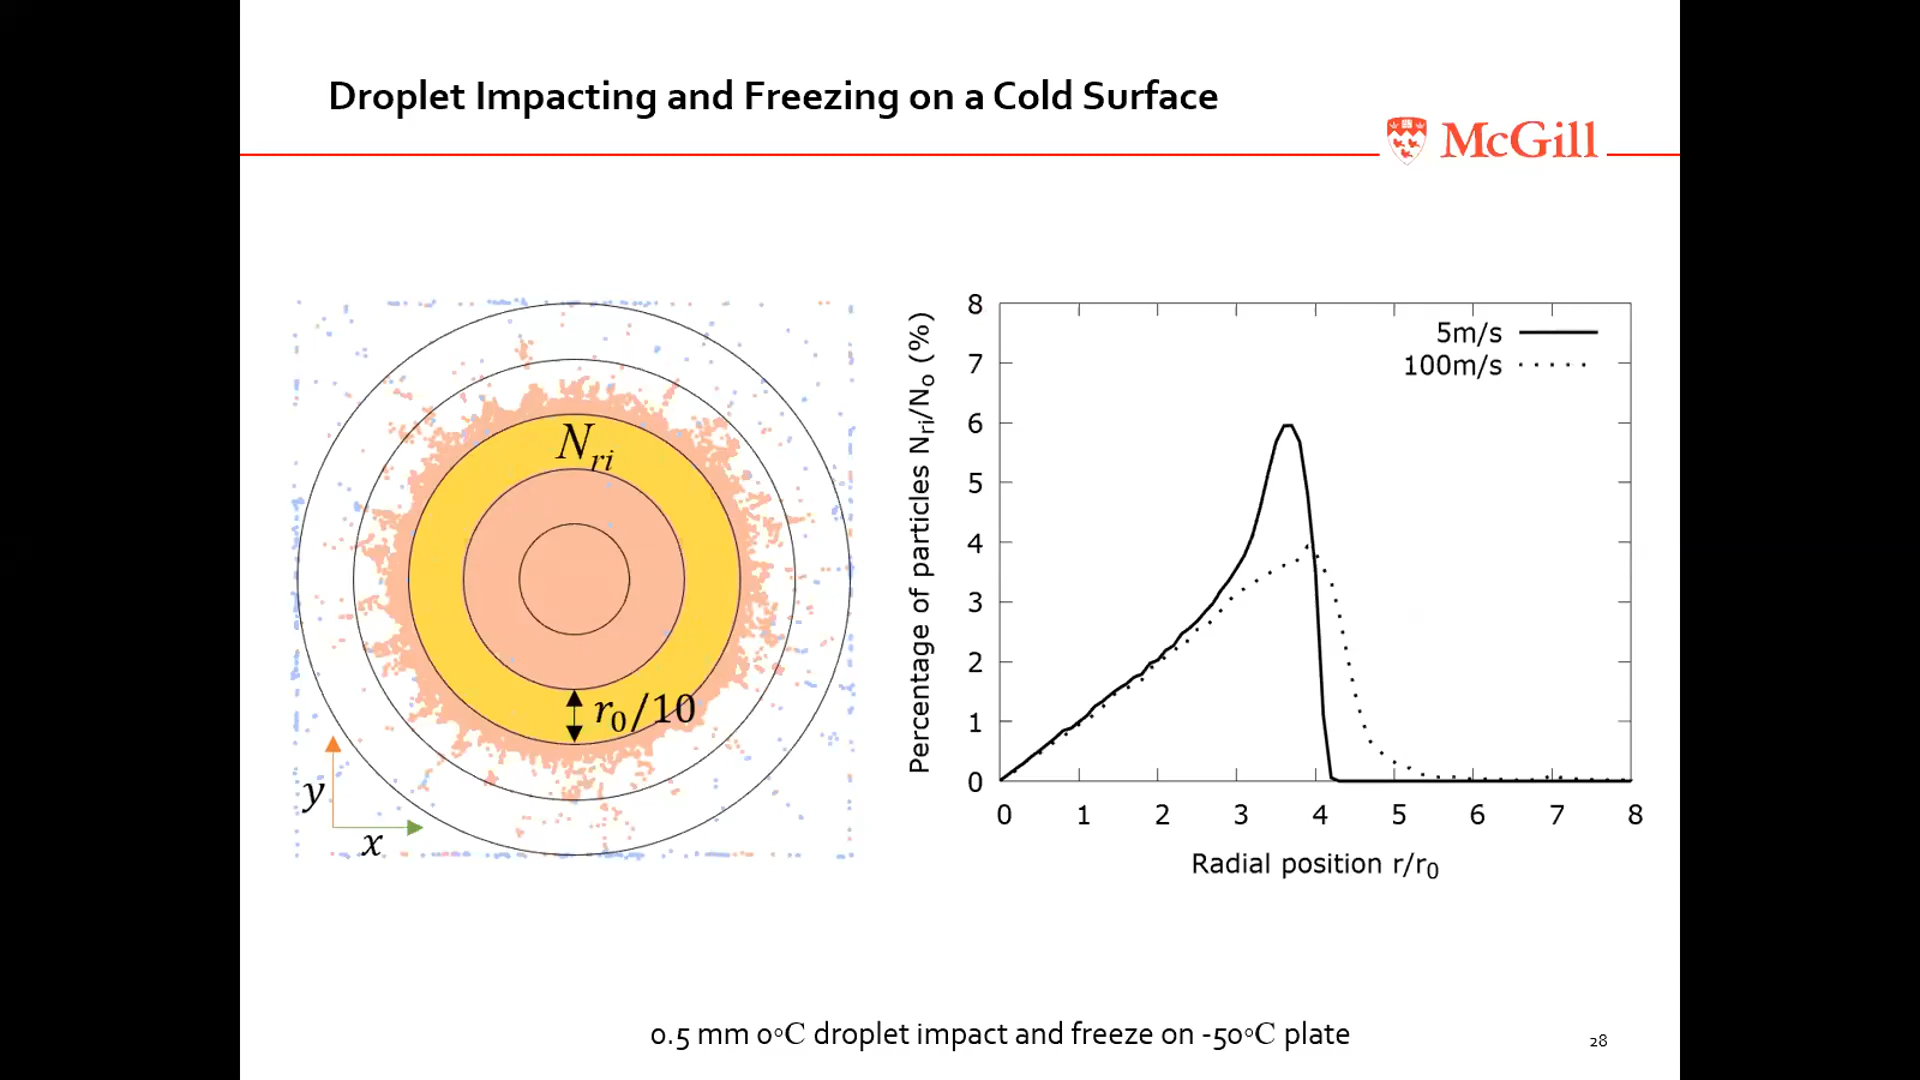 Droplet Impacting and Freezing on a Cold Surface
McGill
N_ri
r₀/10
y
x
Percentage of particles N_ri/N_o (%)
8
7
6
5
4
3
2
1
0
5m/s
100m/s
0 1 2 3 4 5 6 7 8
Radial position r/r₀
0.5 mm 0°C droplet impact and freeze on -50°C plate
28